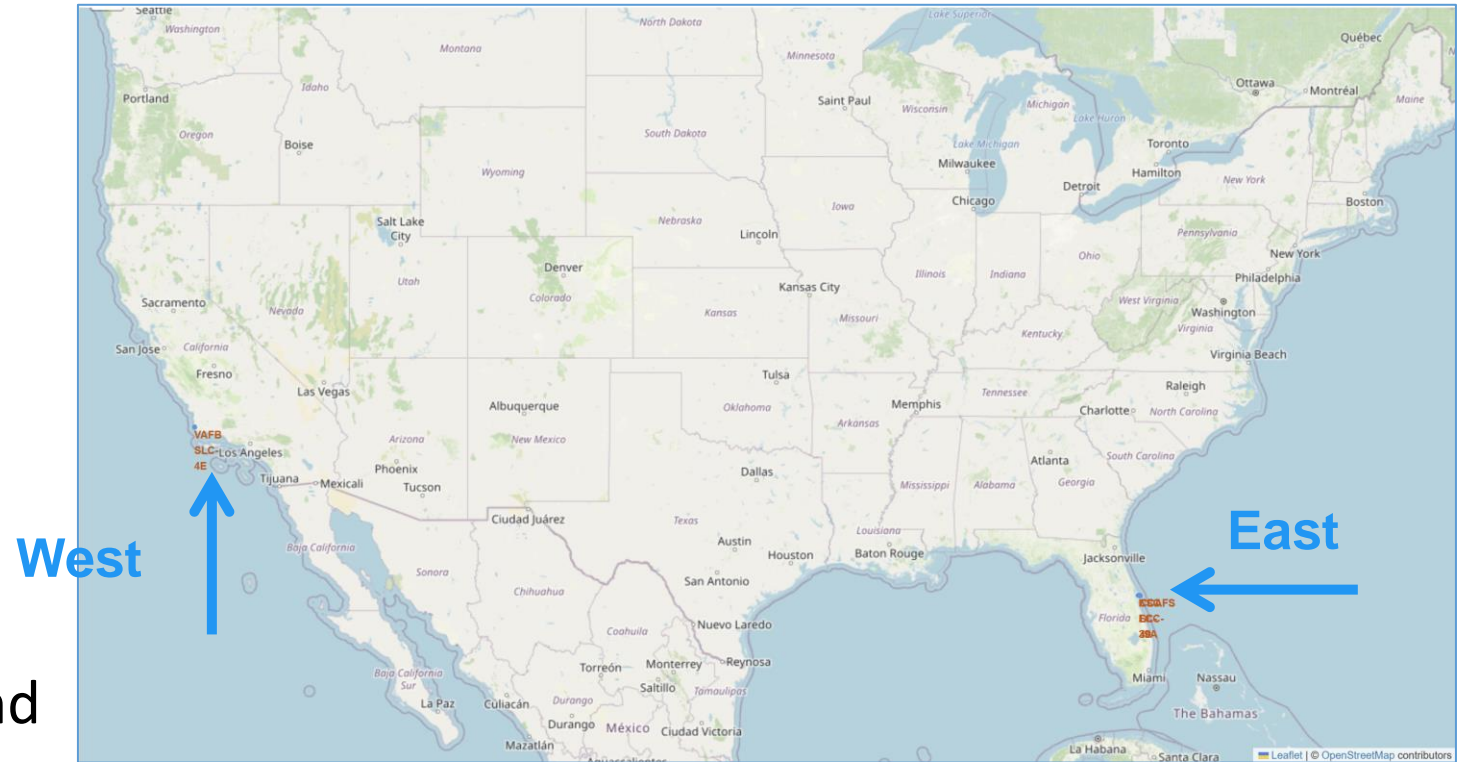 Seattle
Washington
North Dakota
Lake Superior
Montana
Minnesota
Québec
Portland
Idaho
Saint Paul
Wisconsin
Michigan
Lake Huron
Ottawa
Montréal
Maine
Oregon
Boise
South Dakota
Lake Michigan
Toronto
Wyoming
Milwaukee
Hamilton
New York
Detroit
Chicago
Boston
Salt Lake
City
Nebraska
Iowa
Lincoln
Pennsylvania
Denver
Ohio
New York
Sacramento
Nevada
Utah
Colorado
Kansas City
Illinois
Indiana
Philadelphia
Kansas
Missouri
West Virginia
Washington
Virginia
San Jose
California
Kentucky
Virginia Beach
Fresno
Las Vegas
Tulsa
Raleigh
Albuquerque
Oklahoma
Memphis
Tennessee
Charlotte
North Carolina
Arkansas
VAFB
SLC-
4E
Los Angeles
Arizona
New Mexico
South Carolina
Atlanta
Phoenix
Tijuana
Mexicali
Tucson
Dallas
Mississippi
Alabama
Georgia
Ciudad Juárez
Texas
Louisiana
East
West
Baja California
Austin
Houston
Baton Rouge
Jacksonville
Sonora
San Antonio
Chihuahua
Florida
Coahuila
Nuevo Laredo
Torreón
Monterrey
Reynosa
Baja California
Sur
Saltillo
Tamaulipas
Miami
Nassau
nd
La Paz
Culiacán
Durango
Durango
México
Ciudad Victoria
The Bahamas
Mazatlán
La Habana
Santa Clara
Aguascalientes
Leaflet | © OpenStreetMap contributors